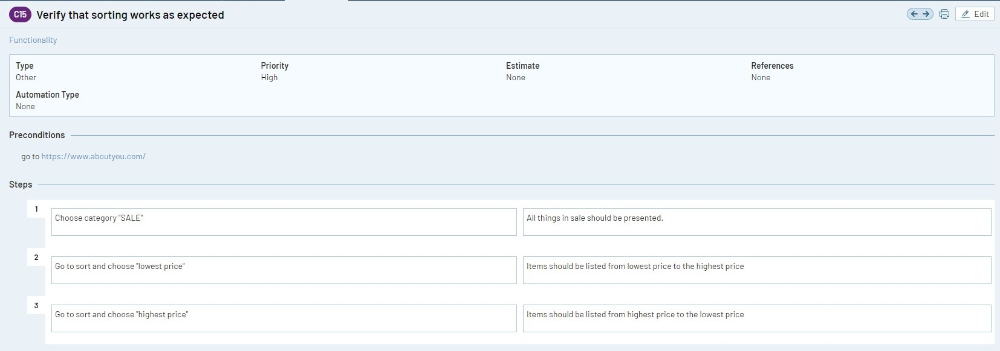 C15 Verify that sorting works as expected
Edit
Functionality
Type Priority Estimate References
Other High None None
Automation Type
None
Preconditions
go to https://www.aboutyou.com/
Steps
1
Choose category "SALE" All things in sale should be presented.
2
Go to sort and choose "lowest price" Items should be listed from lowest price to the highest price
3
Go to sort and choose "highest price" Items should be listed from highest price to the lowest price